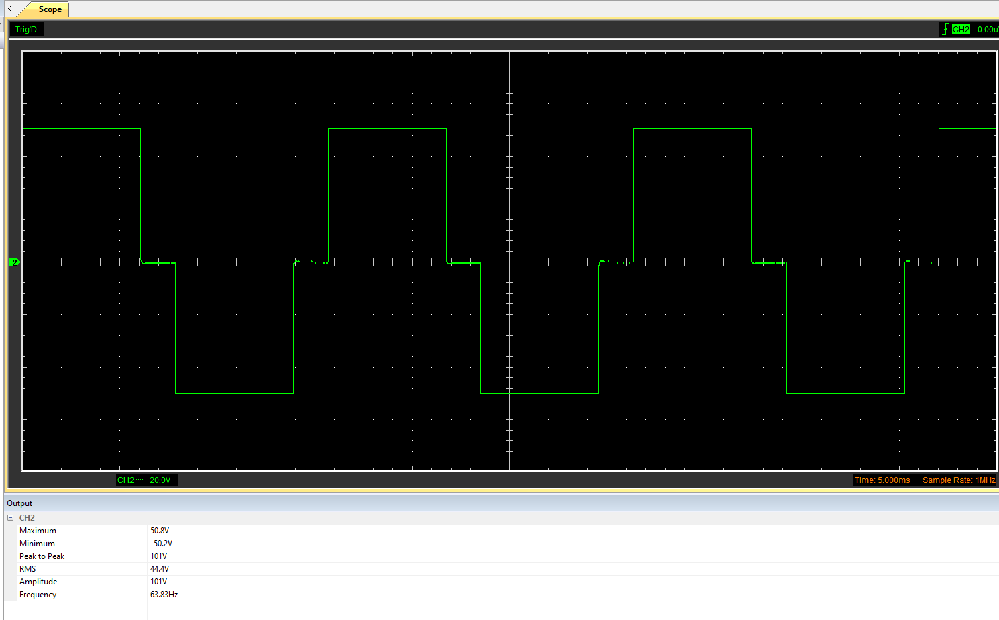 Scope
Trig'D
CH2 0.00u
2
CH2 20.0V
Time: 5.000ms Sample Rate: 1MHz
Output
CH2
Maximum 50.8V
Minimum -50.2V
Peak to Peak 101V
RMS 44.4V
Amplitude 101V
Frequency 63.83Hz